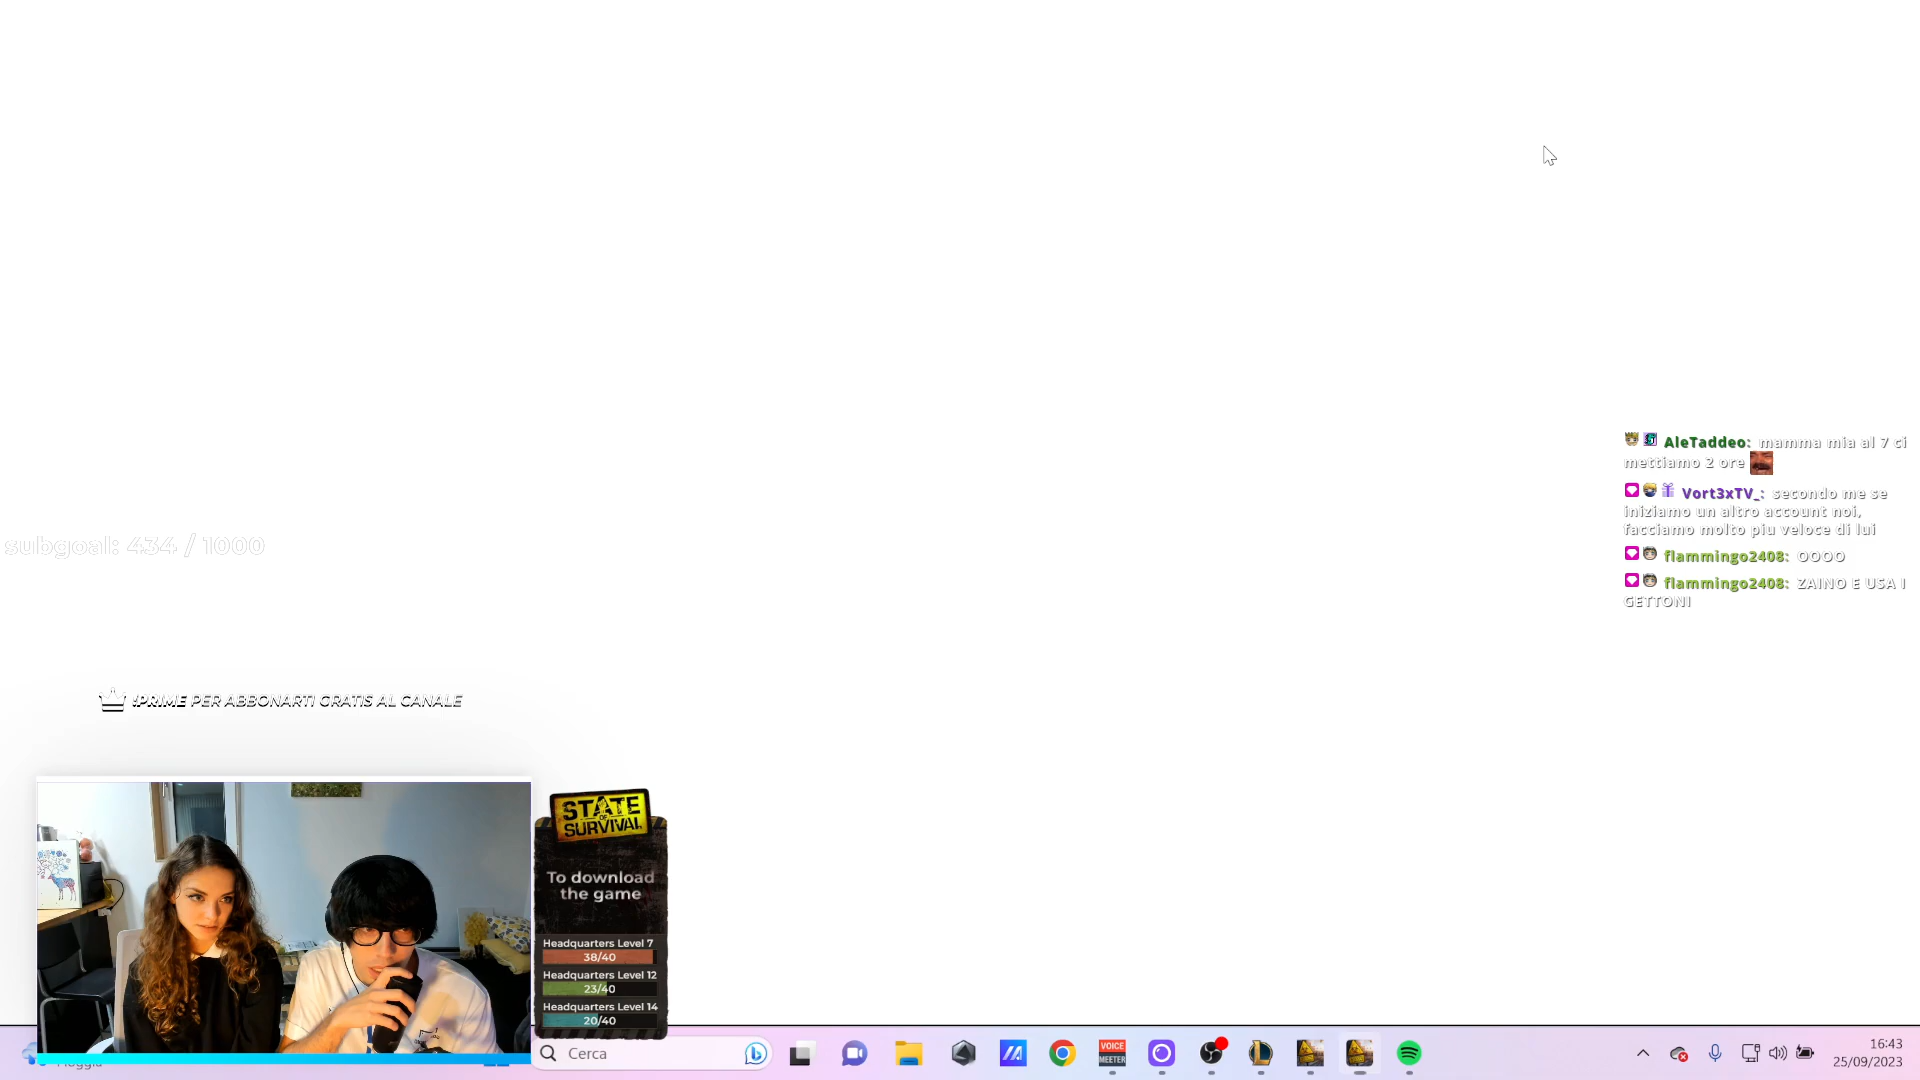 AleTaddeo: mamma mia al 7 ci
mettiamo 2 ore
Vort3xTV_: secondo me se
iniziamo un altro account noi,
facciamo molto piu veloce di lui
flammingo2408: OOOO
flammingo2408: ZAINO E USA I
GETTONI
subgoal: 434 / 1000
!PRIME PER ABBONARTI GRATIS AL CANALE
STATE
OF
SURVIVAL
To download
the game
Headquarters Level 7
38/40
Headquarters Level 12
23/40
Headquarters Level 14
20/40
Pioggia
Cerca
VOICE
MEETER
16:43
25/09/2023